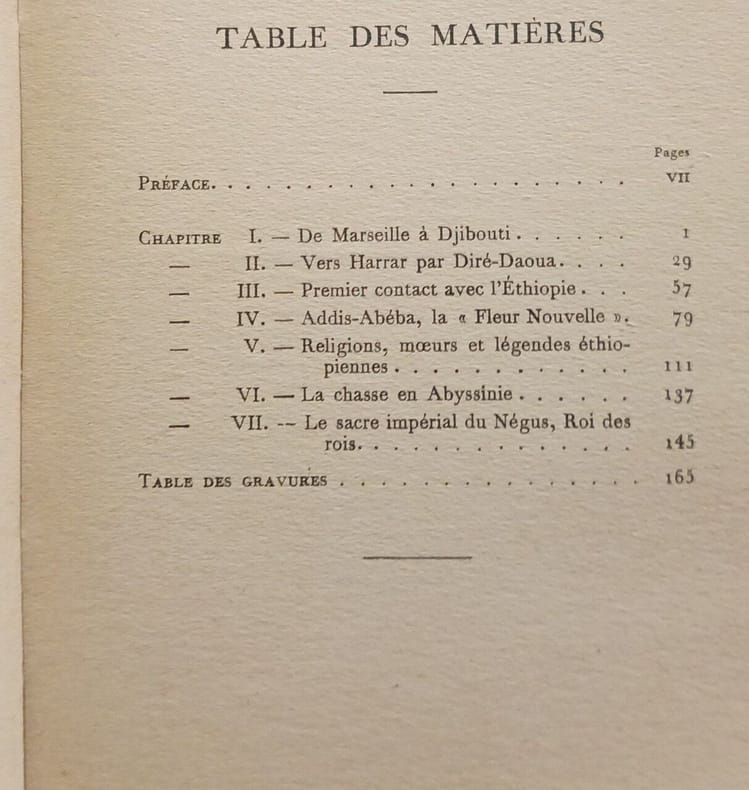 TABLE DES MATIÈRES
Pages
PRÉFACE. . . . . . . . . . . . . . . . . . . . . VII
CHAPITRE I. — De Marseille à Djibouti . . . . . . 1
— II. — Vers Harrar par Diré-Daoua. . . . 29
— III. — Premier contact avec l'Éthiopie . . . 57
— IV. — Addis-Abéba, la « Fleur Nouvelle ». 79
— V. — Religions, mœurs et légendes éthio-
piennes . . . . . . . . . . . . 111
— VI. — La chasse en Abyssinie . . . . . . 137
— VII. -- Le sacre impérial du Négus, Roi des
rois. . . . . . . . . . . . . 145
TABLE DES GRAVURES . . . . . . . . . . . . . . . 165